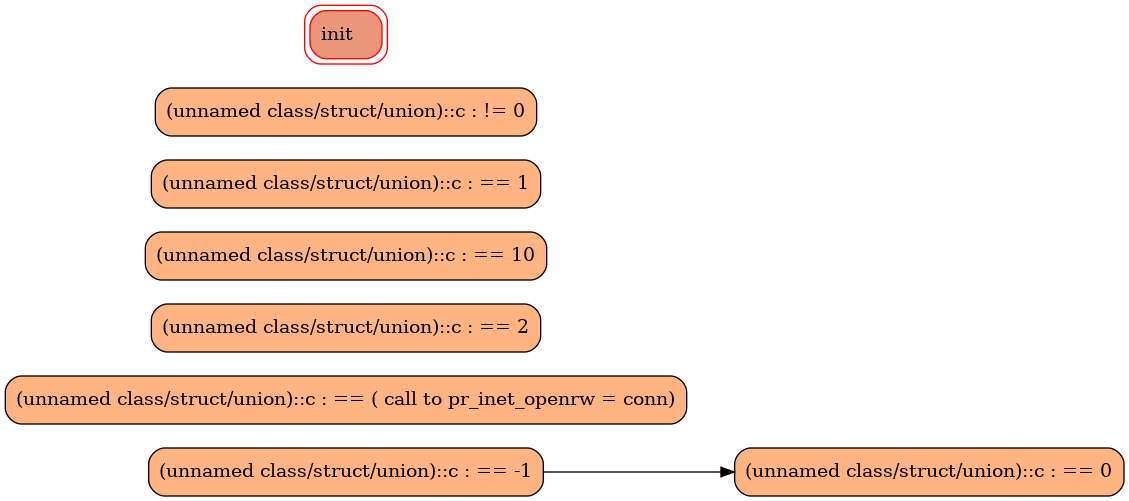 init
(unnamed class/struct/union)::c : != 0
(unnamed class/struct/union)::c : == 1
(unnamed class/struct/union)::c : == 10
(unnamed class/struct/union)::c : == 2
(unnamed class/struct/union)::c : == ( call to pr_inet_openrw = conn)
(unnamed class/struct/union)::c : == -1
(unnamed class/struct/union)::c : == 0